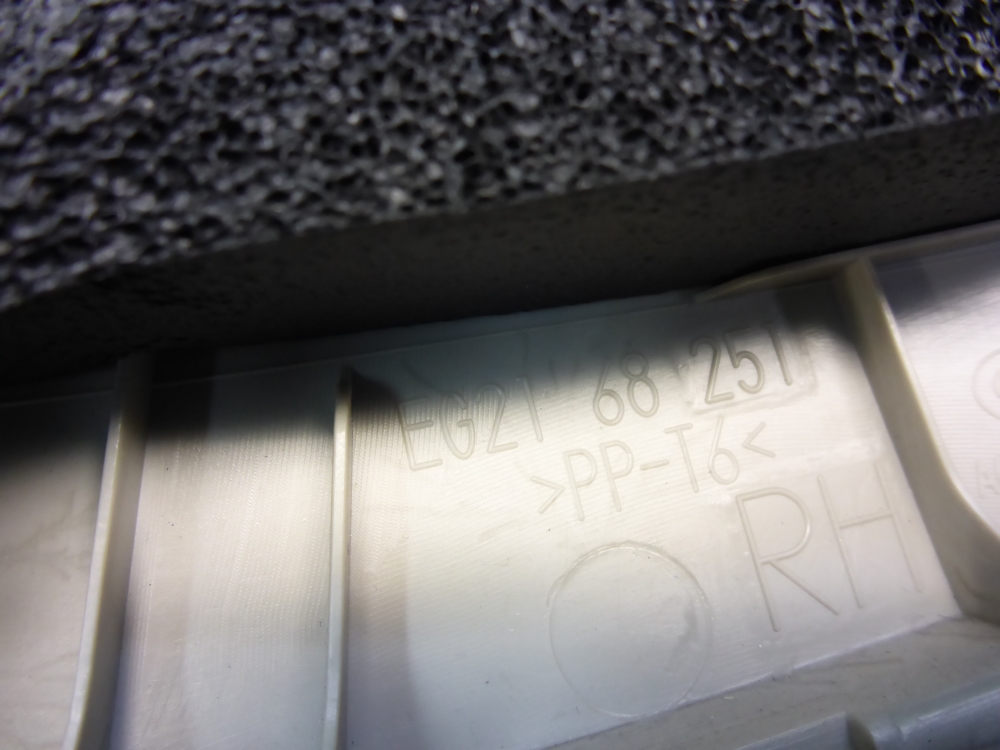 EG21 68 251
>PP-T6<
RH